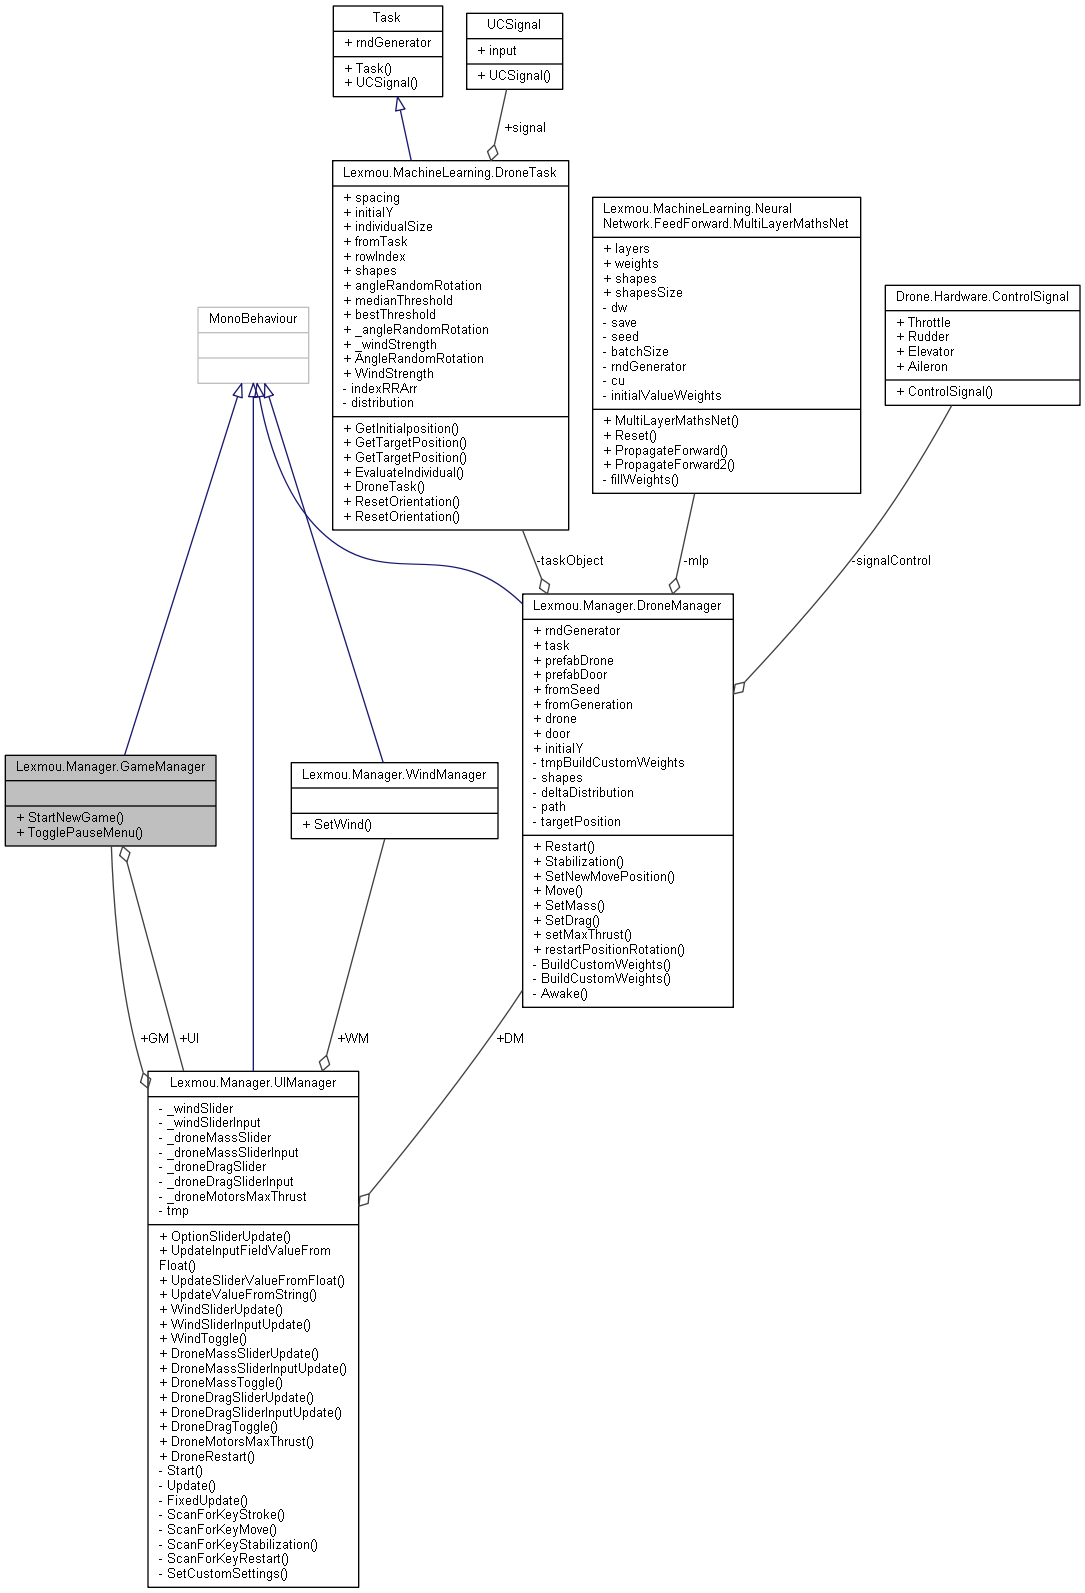 Task
+ rndGenerator
+ Task()
+ UCSignal()
UCSignal
+ input
+ UCSignal()
+signal
Lexmou.MachineLearning.DroneTask
+ spacing
+ initialY
+ individualSize
+ fromTask
+ rowIndex
+ shapes
+ angleRandomRotation
+ medianThreshold
+ bestThreshold
+ _angleRandomRotation
+ _windStrength
+ AngleRandomRotation
+ WindStrength
- indexRRArr
- distribution
+ GetInitialposition()
+ GetTargetPosition()
+ GetTargetPosition()
+ EvaluateIndividual()
+ DroneTask()
+ ResetOrientation()
+ ResetOrientation()
Lexmou.MachineLearning.Neural
Network.FeedForward.MultiLayerMathsNet
+ layers
+ weights
+ shapes
+ shapesSize
- dw
- save
- seed
- batchSize
- rndGenerator
- cu
- initialValueWeights
+ MultiLayerMathsNet()
+ Reset()
+ PropagateForward()
+ PropagateForward2()
- fillWeights()
Drone.Hardware.ControlSignal
+ Throttle
+ Rudder
+ Elevator
+ Aileron
+ ControlSignal()
MonoBehaviour
-taskObject
-mlp
-signalControl
Lexmou.Manager.DroneManager
+ rndGenerator
+ task
+ prefabDrone
+ prefabDoor
+ fromSeed
+ fromGeneration
+ drone
+ door
+ initialY
- tmpBuildCustomWeights
- shapes
- deltaDistribution
- path
- targetPosition
+ Restart()
+ Stabilization()
+ SetNewMovePosition()
+ Move()
+ SetMass()
+ SetDrag()
+ setMaxThrust()
+ restartPositionRotation()
- BuildCustomWeights()
- BuildCustomWeights()
- Awake()
Lexmou.Manager.GameManager
+ StartNewGame()
+ TogglePauseMenu()
Lexmou.Manager.WindManager
+ SetWind()
+GM
+UI
+WM
+DM
Lexmou.Manager.UIManager
- _windSlider
- _windSliderInput
- _droneMassSlider
- _droneMassSliderInput
- _droneDragSlider
- _droneDragSliderInput
- _droneMotorsMaxThrust
- tmp
+ OptionSliderUpdate()
+ UpdateInputFieldValueFrom
Float()
+ UpdateSliderValueFromFloat()
+ UpdateValueFromString()
+ WindSliderUpdate()
+ WindSliderInputUpdate()
+ WindToggle()
+ DroneMassSliderUpdate()
+ DroneMassSliderInputUpdate()
+ DroneMassToggle()
+ DroneDragSliderUpdate()
+ DroneDragSliderInputUpdate()
+ DroneDragToggle()
+ DroneMotorsMaxThrust()
+ DroneRestart()
- Start()
- Update()
- FixedUpdate()
- ScanForKeyStroke()
- ScanForKeyMove()
- ScanForKeyStabilization()
- ScanForKeyRestart()
- SetCustomSettings()